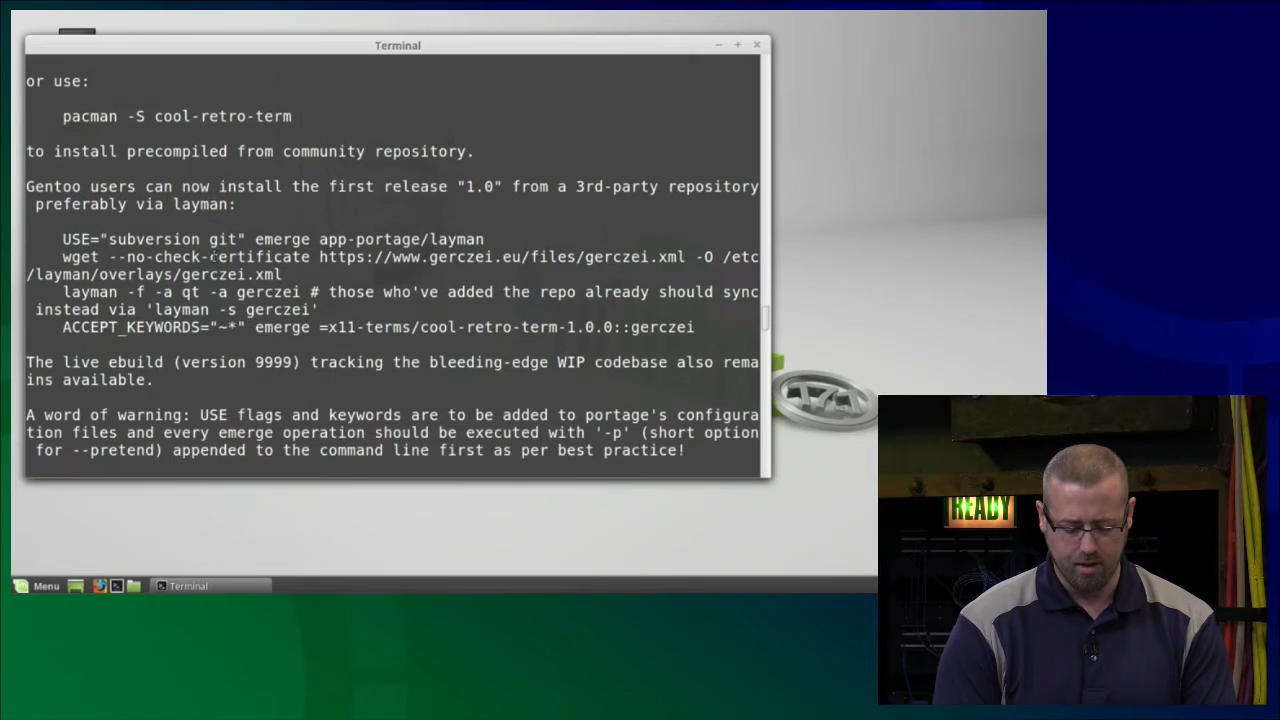 Terminal
or use:
pacman -S cool-retro-term
to install precompiled from community repository.
Gentoo users can now install the first release "1.0" from a 3rd-party repository
preferably via layman:
USE="subversion git" emerge app-portage/layman
wget --no-check-certificate https://www.gerczei.eu/files/gerczei.xml -O /etc
/layman/overlays/gerczei.xml
layman -f -a qt -a gerczei # those who've added the repo already should sync
instead via 'layman -s gerczei'
ACCEPT_KEYWORDS="~*" emerge =x11-terms/cool-retro-term-1.0.0::gerczei
The live ebuild (version 9999) tracking the bleeding-edge WIP codebase also rema
ins available.
A word of warning: USE flags and keywords are to be added to portage's configura
tion files and every emerge operation should be executed with '-p' (short option
for --pretend) appended to the command line first as per best practice!
17.1
READY
Menu
Terminal